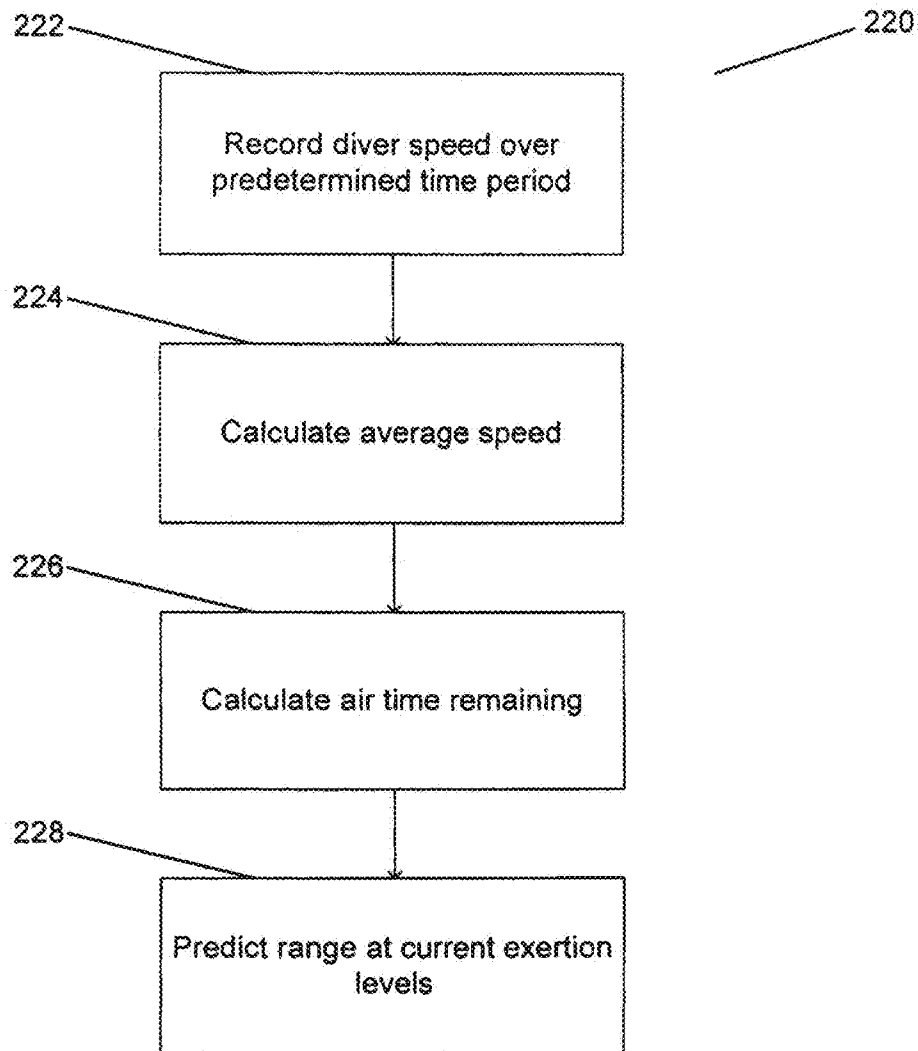 222
220
Record diver speed over
predetermined time period
224
Calculate average speed
226
Calculate air time remaining
228
Predict range at current exertion
levels